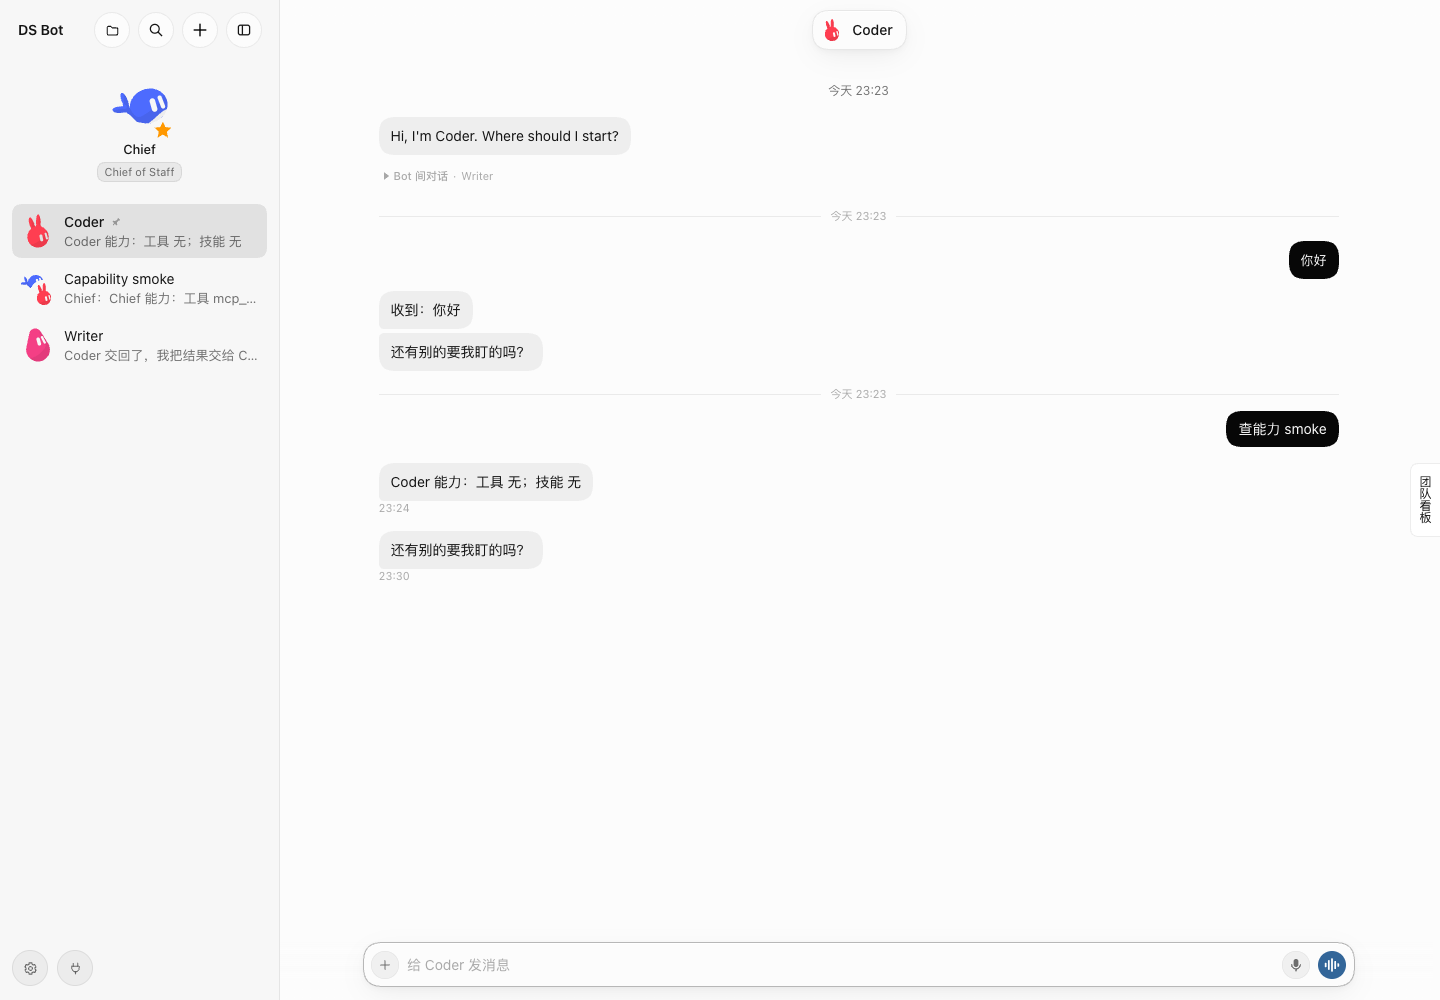 DS Bot
Chief
Chief of Staff
Coder
Coder 能力：工具 无；技能 无
Capability smoke
Chief：Chief 能力：工具 mcp_...
Writer
Coder 交回了，我把结果交给 C...
Coder
今天 23:23
Hi, I'm Coder. Where should I start?
Bot 间对话 · Writer
今天 23:23
你好
收到：你好
还有别的要我盯的吗？
今天 23:23
查能力 smoke
Coder 能力：工具 无；技能 无
23:24
还有别的要我盯的吗？
23:30
团队看板
给 Coder 发消息